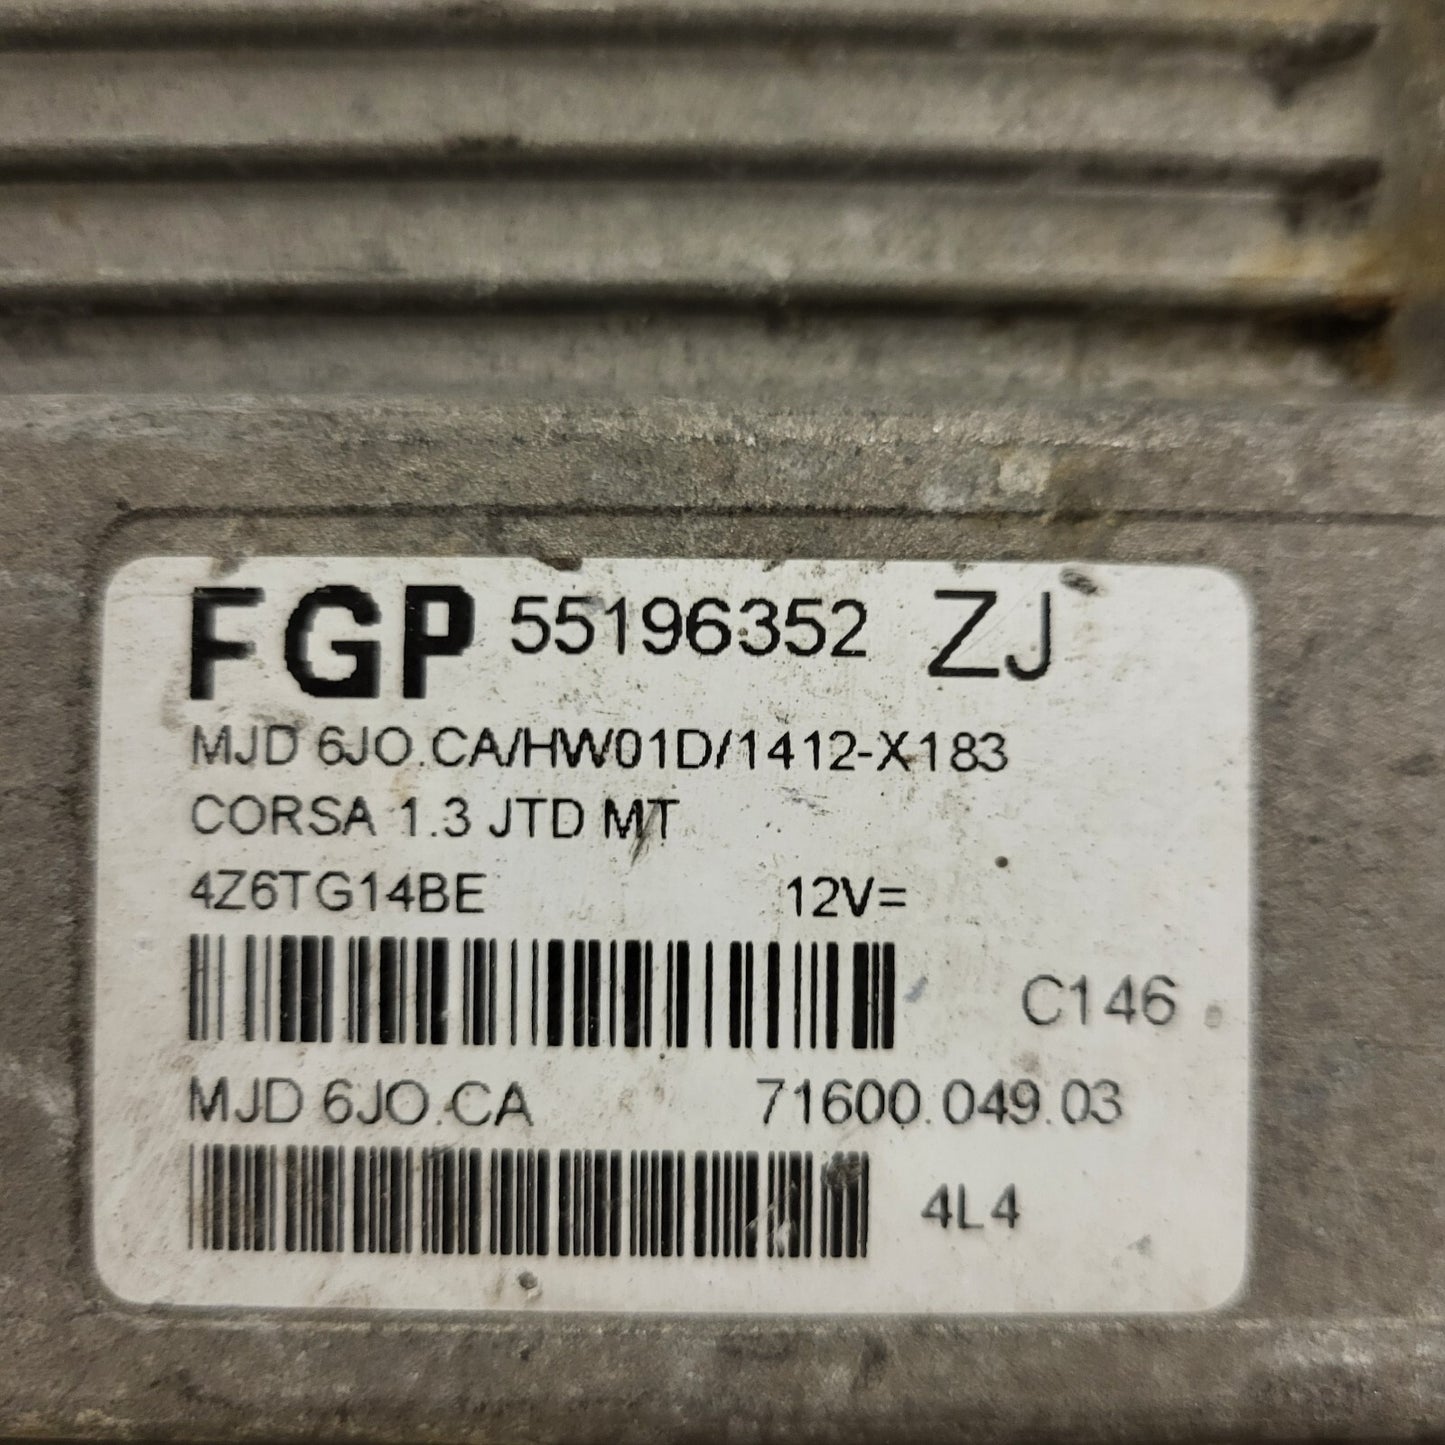 FGP 55196352 ZJ
MJD 6JO.CA/HW01D/1412-X183
CORSA 1.3 JTD MT
4Z6TG14BE 12V=
C146
MJD 6JO.CA 71600.049.03
4L4